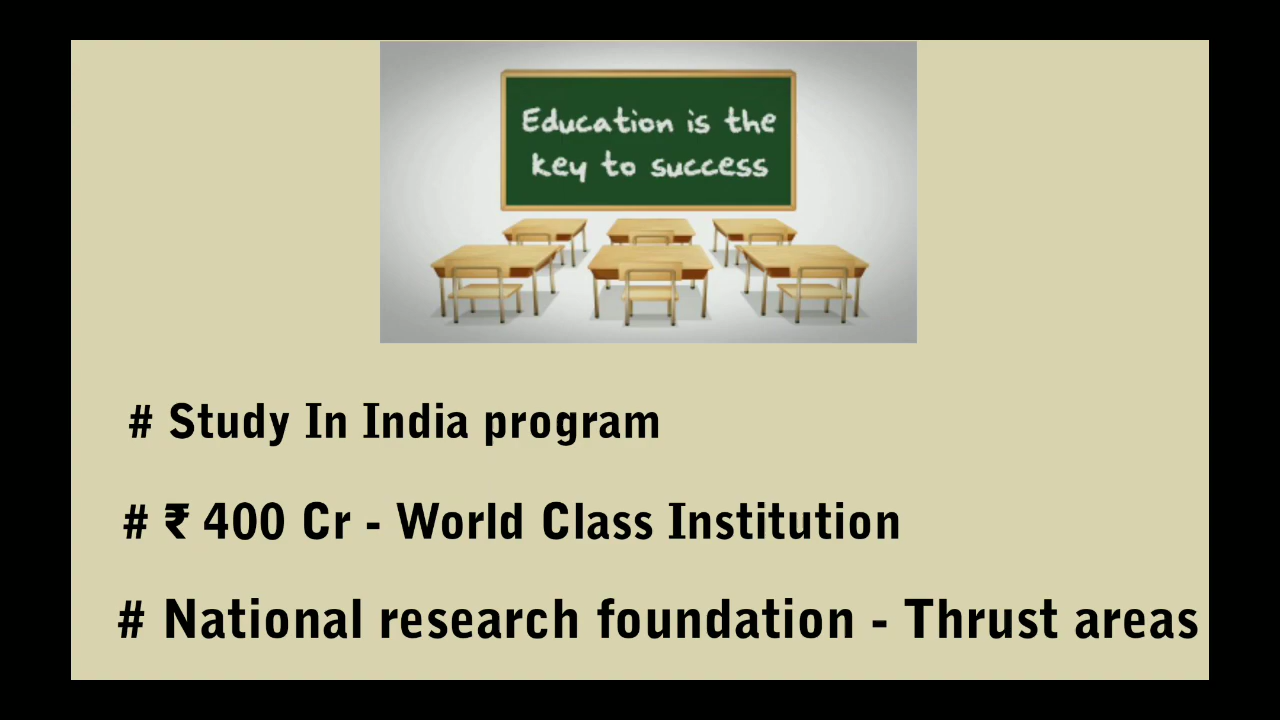 Education is the
key to success
# Study In India program
# ₹ 400 Cr - World Class Institution
# National research foundation - Thrust areas